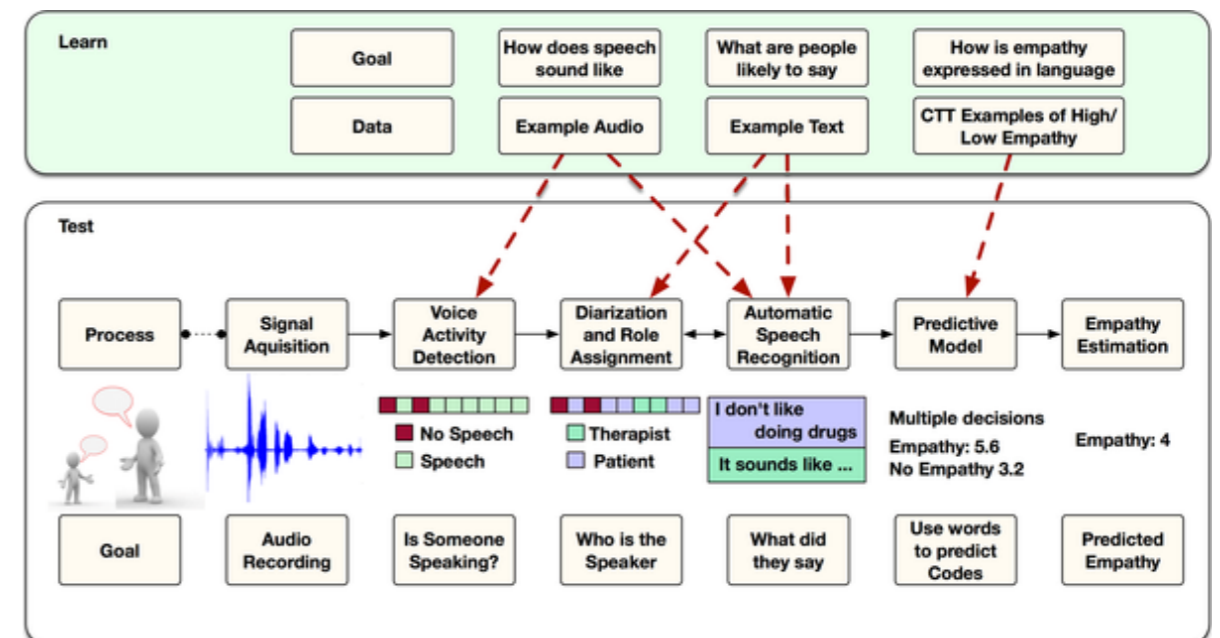 Learn
Goal
How does speech
sound like
What are people
likely to say
How is empathy
expressed in language
Data
Example Audio
Example Text
CTT Examples of High/
Low Empathy
Test
Process
Signal
Aquisition
Voice
Activity
Detection
Diarization
and Role
Assignment
Automatic
Speech
Recognition
Predictive
Model
Empathy
Estimation
No Speech
Speech
Therapist
Patient
I don't like
doing drugs
It sounds like ...
Multiple decisions
Empathy: 5.6
No Empathy 3.2
Empathy: 4
Goal
Audio
Recording
Is Someone
Speaking?
Who is the
Speaker
What did
they say
Use words
to predict
Codes
Predicted
Empathy